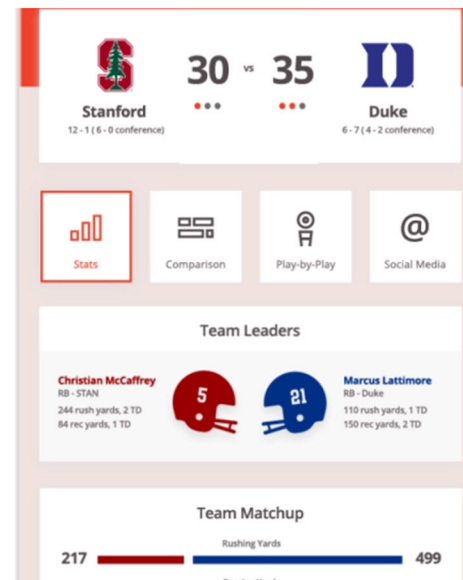 30 vs 35
Stanford
12 - 1 ( 6 - 0 conference)
Duke
6 - 7 ( 4 - 2 conference)
Stats
Comparison
Play-by-Play
@
Social Media
Team Leaders
Christian McCaffrey
RB - STAN
244 rush yards, 2 TD
84 rec yards, 1 TD
5
21
Marcus Lattimore
RB - Duke
110 rush yards, 1 TD
150 rec yards, 2 TD
Team Matchup
Rushing Yards
217
499